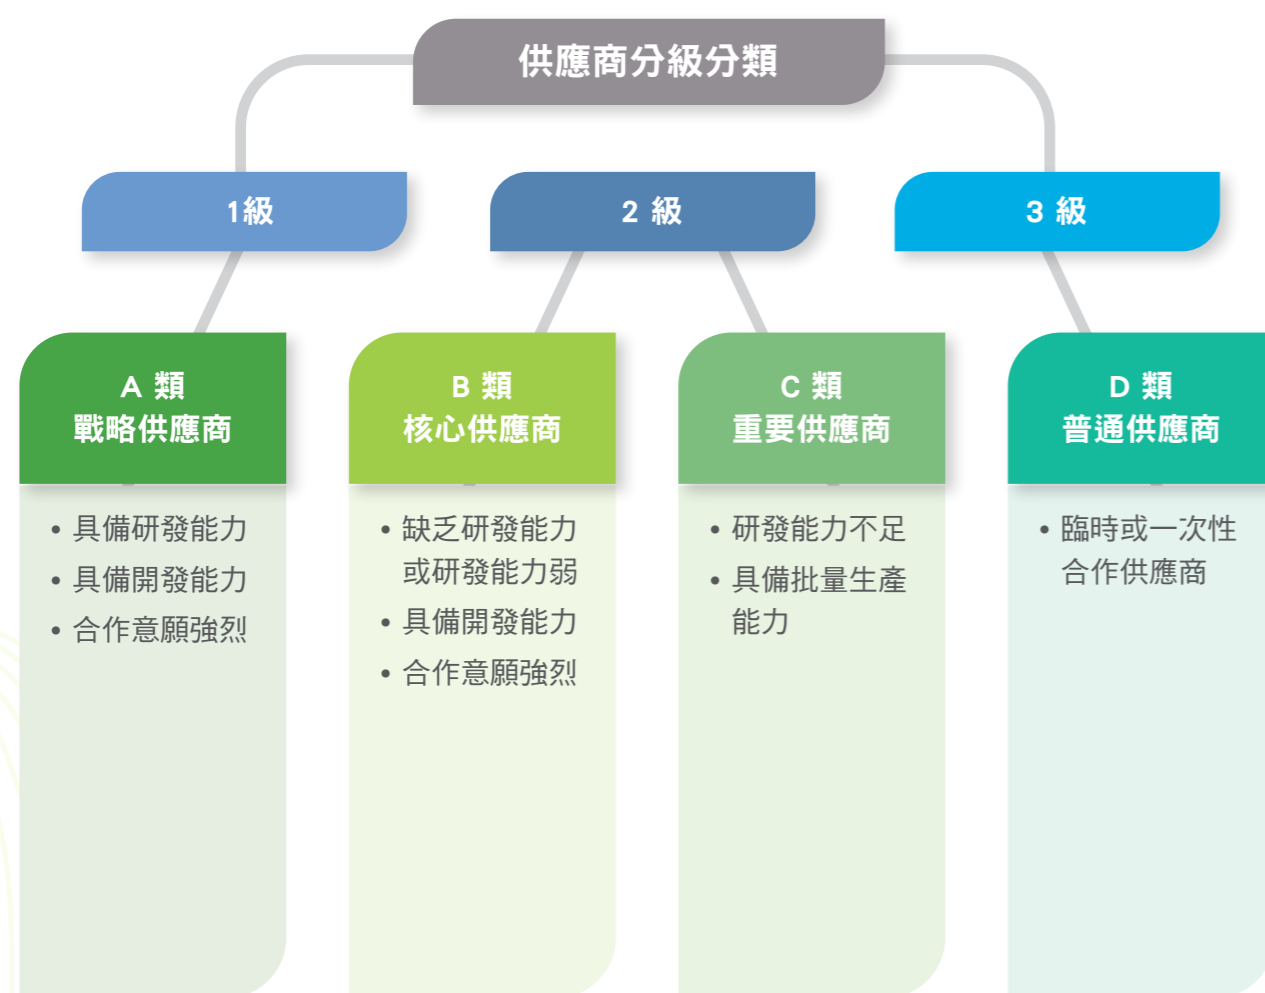 供應商分級分類
1級
2 級
3 級
A 類
戰略供應商
• 具備研發能力
• 具備開發能力
• 合作意願強烈
B 類
核心供應商
• 缺乏研發能力
或研發能力弱
• 具備開發能力
• 合作意願強烈
C 類
重要供應商
• 研發能力不足
• 具備批量生產
能力
D 類
普通供應商
• 臨時或一次性
合作供應商